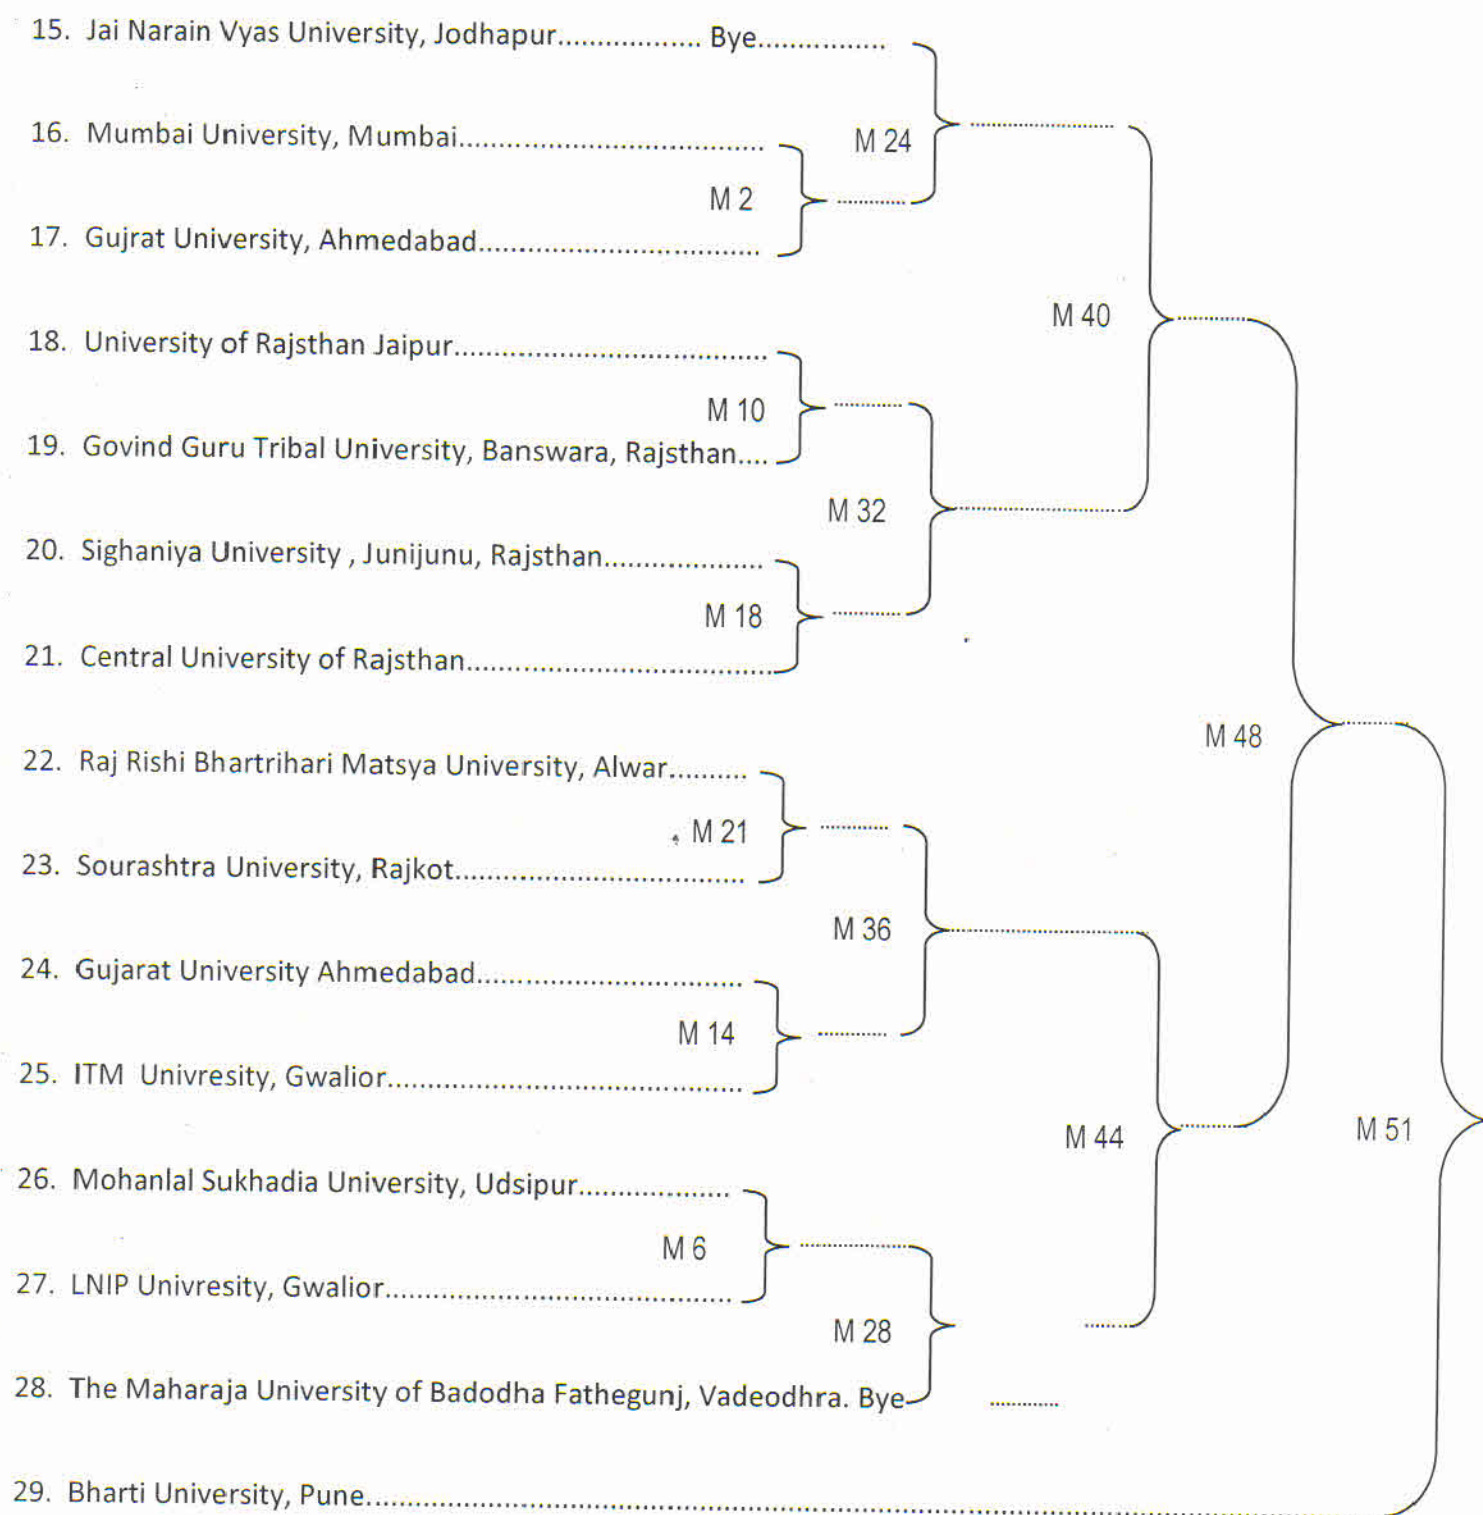 15. Jai Narain Vyas University, Jodhapur.................. Bye................
M 24
16. Mumbai University, Mumbai......................................
M 2
17. Gujrat University, Ahmedabad...................................
M 40
18. University of Rajsthan Jaipur.......................................
M 10
19. Govind Guru Tribal University, Banswara, Rajsthan....
M 32
20. Sighaniya University , Junijunu, Rajsthan....................
M 18
21. Central University of Rajsthan.......................................
M 48
22. Raj Rishi Bhartrihari Matsya University, Alwar..........
M 21
23. Sourashtra University, Rajkot....................................
M 36
24. Gujarat University Ahmedabad.................................
M 14
25. ITM Univresity, Gwalior............................................
M 44
M 51
26. Mohanlal Sukhadia University, Udsipur...................
M 6
27. LNIP Univresity, Gwalior...........................................
M 28
28. The Maharaja University of Badodha Fathegunj, Vadeodhra. Bye
29. Bharti University, Pune...............................................